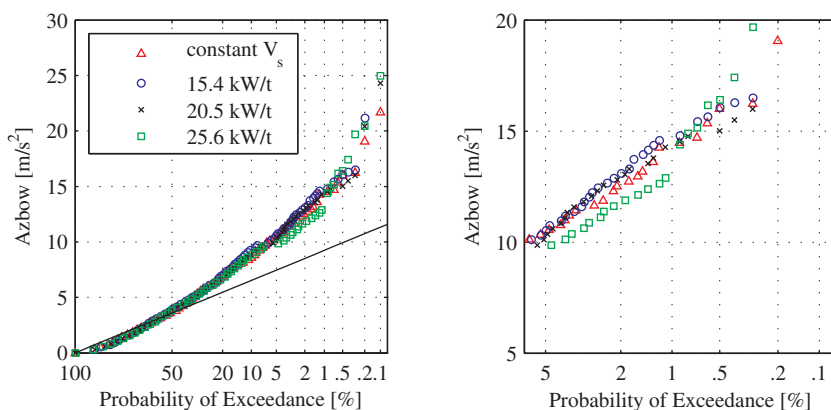 30
25
20
15
10
5
0
Azbow [m/s²]
constant Vₛ
15.4 kW/t
20.5 kW/t
25.6 kW/t
100 50 20 10 5 2 1 .5 .2 .1
Probability of Exceedance [%]
20
15
10
5
Azbow [m/s²]
5 2 1 .5 .2 .1
Probability of Exceedance [%]